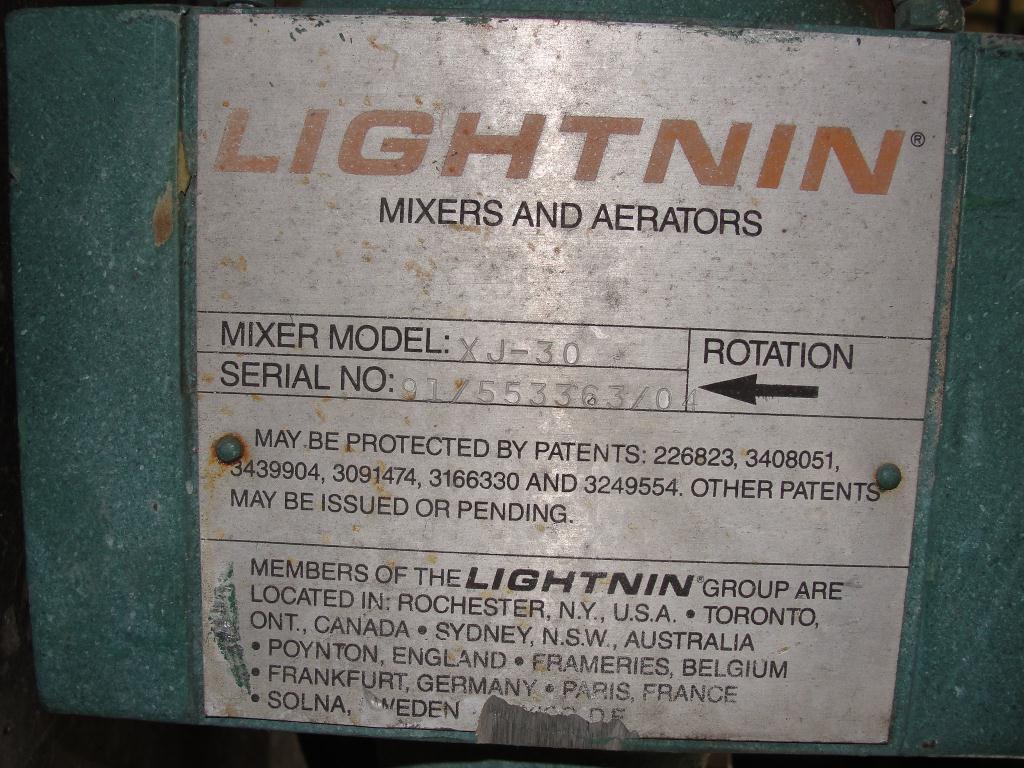 LIGHTNIN®
MIXERS AND AERATORS
MIXER MODEL: XJ-30
ROTATION
SERIAL NO: 91/553363/04
MAY BE PROTECTED BY PATENTS: 226823, 3408051,
3439904, 3091474, 3166330 AND 3249554. OTHER PATENTS
MAY BE ISSUED OR PENDING.
MEMBERS OF THE LIGHTNIN® GROUP ARE
LOCATED IN: ROCHESTER, N.Y., U.S.A. • TORONTO,
ONT., CANADA • SYDNEY, N.S.W., AUSTRALIA
• POYNTON, ENGLAND • FRAMERIES, BELGIUM
• FRANKFURT, GERMANY • PARIS, FRANCE
• SOLNA, D.F.